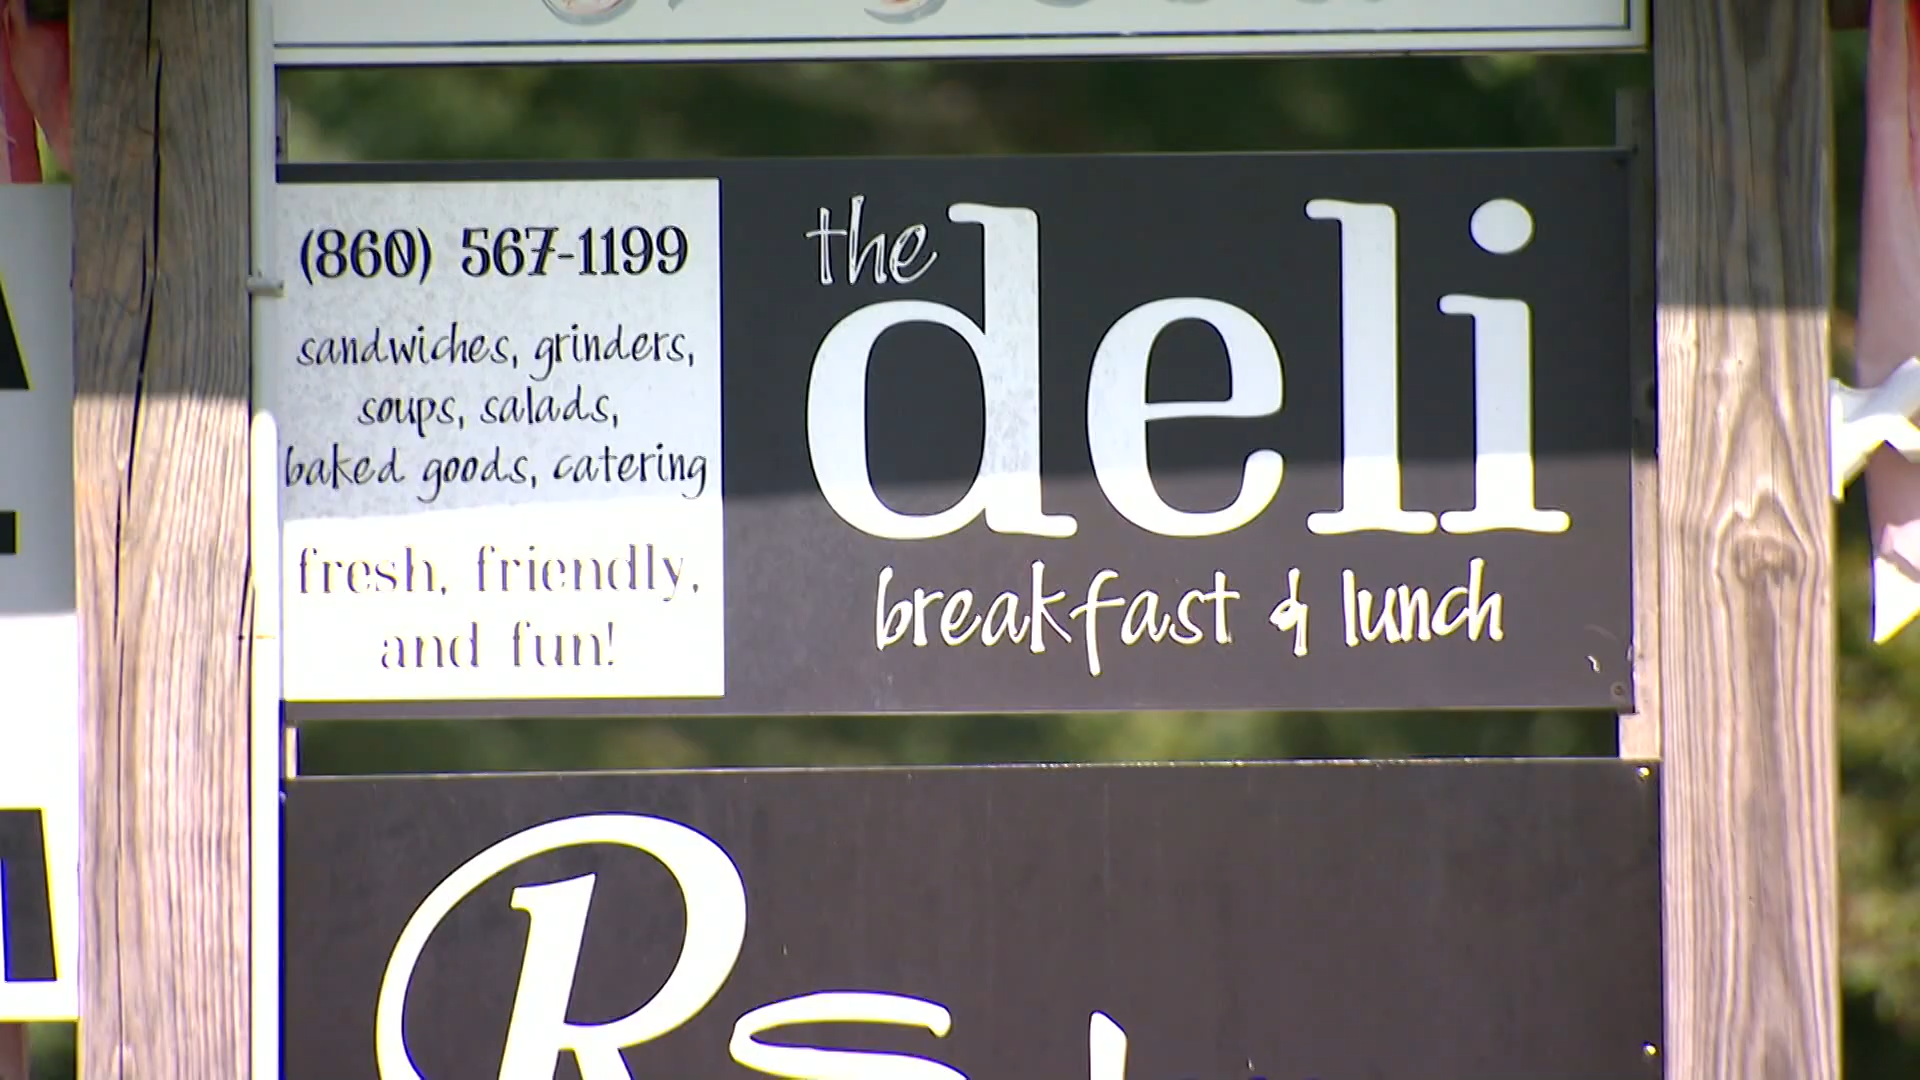 (860) 567-1199
sandwiches, grinders,
soups, salads,
baked goods, catering
fresh, friendly,
and fun!
the
deli
breakfast & lunch